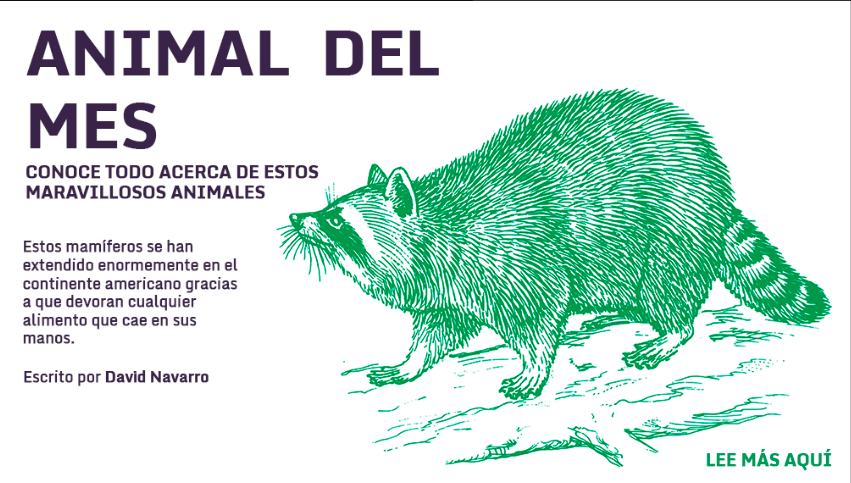 ANIMAL DEL
MES
CONOCE TODO ACERCA DE ESTOS
MARAVILLOSOS ANIMALES
Estos mamíferos se han
extendido enormemente en el
continente americano gracias
a que devoran cualquier
alimento que cae en sus
manos.
Escrito por David Navarro
LEE MÁS AQUÍ